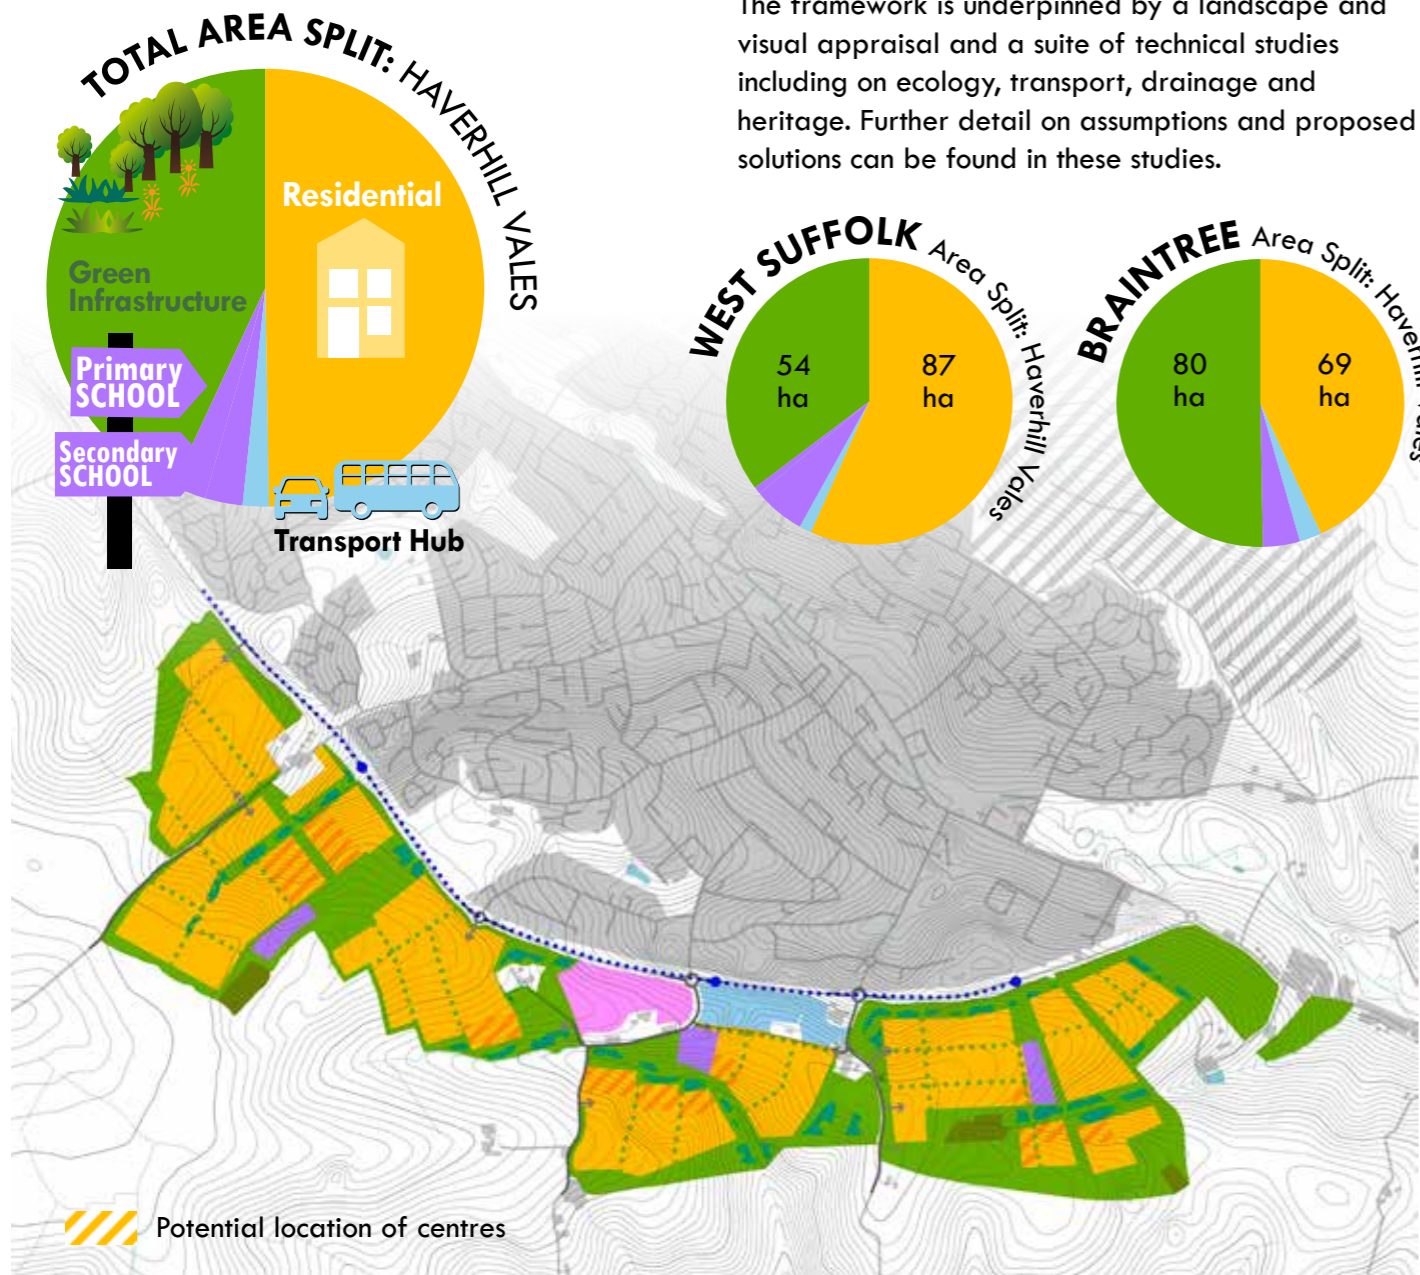 The framework is underpinned by a landscape and
visual appraisal and a suite of technical studies
including on ecology, transport, drainage and
heritage. Further detail on assumptions and proposed
solutions can be found in these studies.
TOTAL AREA SPLIT: HAVERHILL VALES
Residential
Green
Infrastructure
Primary
SCHOOL
Secondary
SCHOOL
Transport Hub
WEST SUFFOLK Area Split: Haverhill Vales
54
ha
87
ha
BRAINTREE Area Split: Haverhill Vales
80
ha
69
ha
Potential location of centres